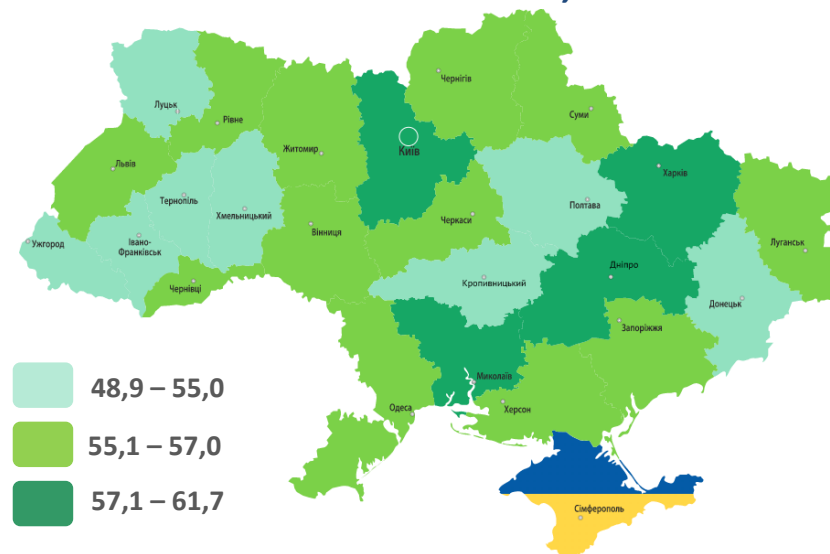 Чернігів
Луцьк
Рівне
Суми
Житомир
Київ
Львів
Харків
Тернопіль
Хмельницький
Полтава
Черкаси
Вінниця
Ужгород
Івано-
Франківськ
Луганськ
Дніпро
Чернівці
Кропивницький
Донецьк
Запоріжжя
Миколаїв
Одеса
Херсон
Сімферополь
48,9 – 55,0
55,1 – 57,0
57,1 – 61,7